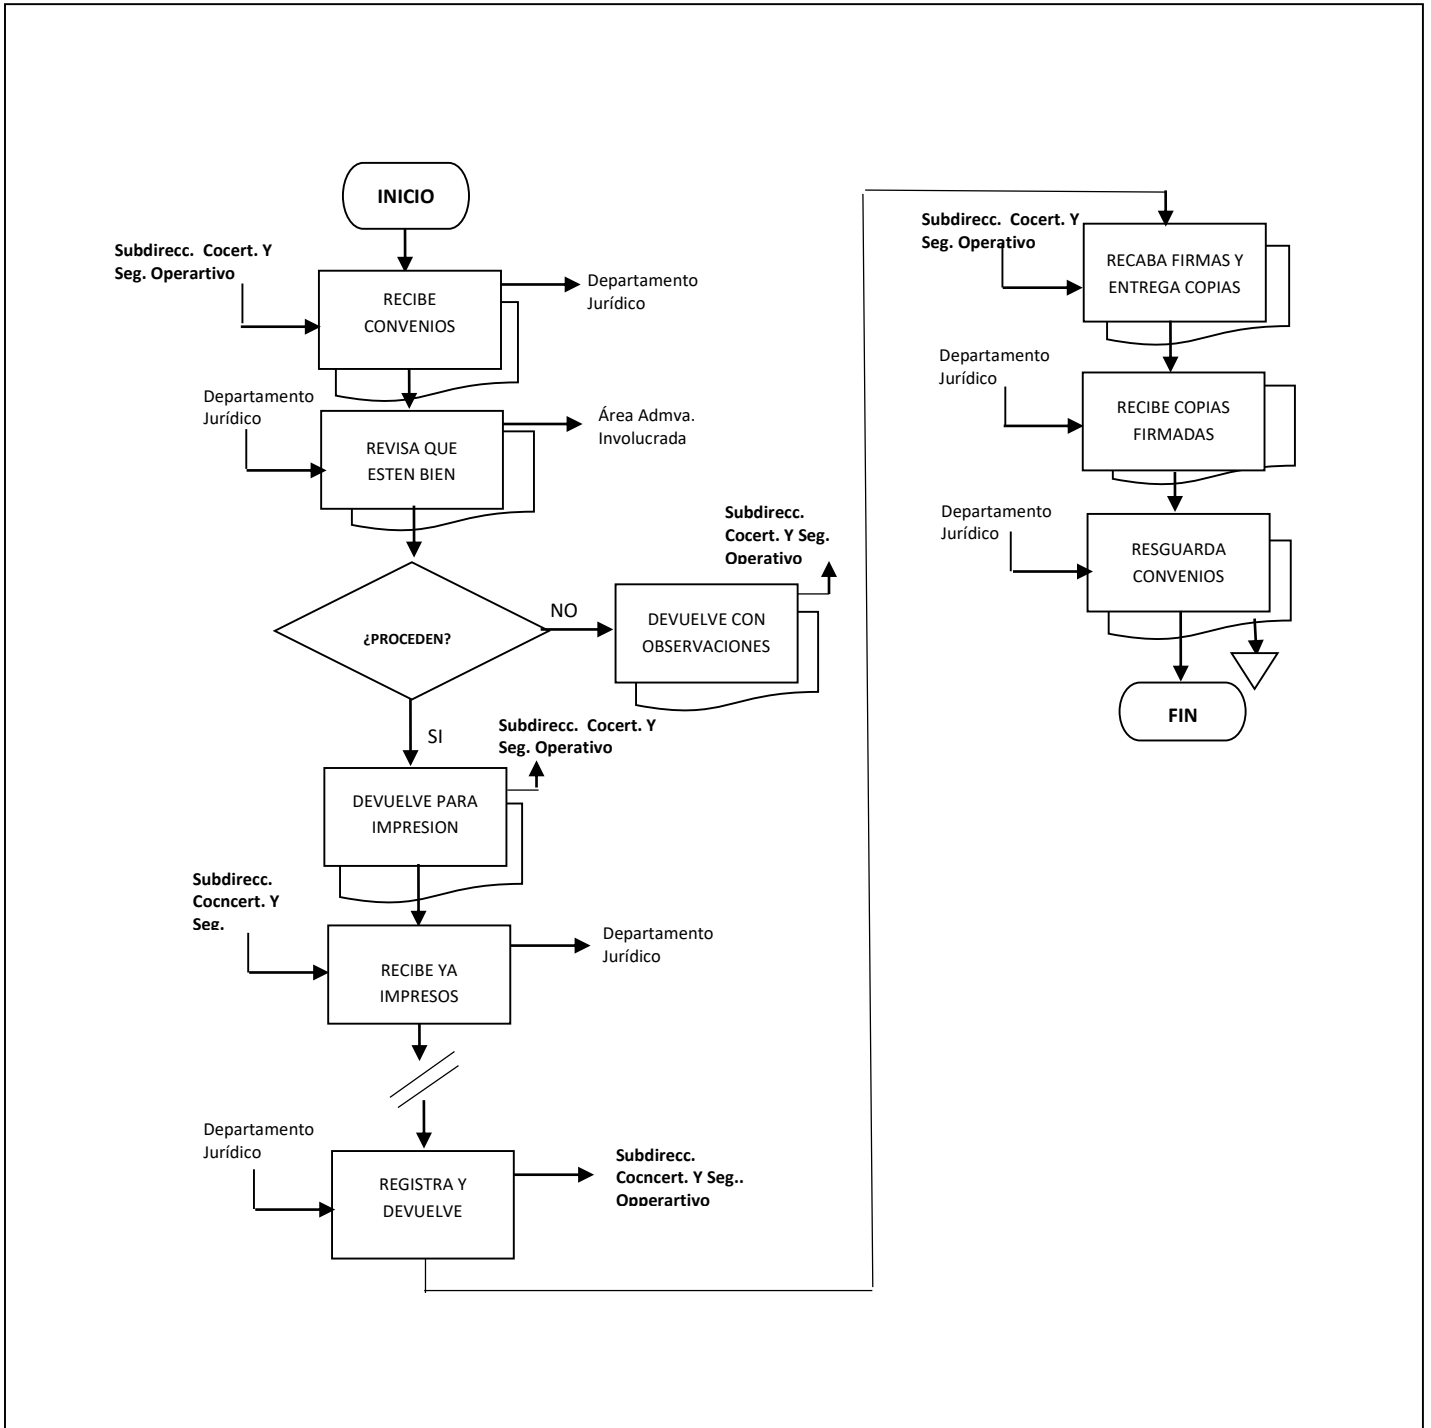 INICIO
Subdirecc. Cocert. Y
Seg. Operartivo
RECIBE
CONVENIOS
Departamento
Jurídico
Departamento
Jurídico
REVISA QUE
ESTEN BIEN
Área Admva.
Involucrada
¿PROCEDEN?
NO
Subdirecc.
Cocert. Y Seg.
Operativo
DEVUELVE CON
OBSERVACIONES
SI
Subdirecc. Cocert. Y
Seg. Operativo
DEVUELVE PARA
IMPRESION
Subdirecc.
Cocncert. Y
Seg.
RECIBE YA
IMPRESOS
Departamento
Jurídico
Departamento
Jurídico
REGISTRA Y
DEVUELVE
Subdirecc.
Cocncert. Y Seg..
Opperartivo
Subdirecc. Cocert. Y
Seg. Operativo
RECABA FIRMAS Y
ENTREGA COPIAS
Departamento
Jurídico
RECIBE COPIAS
FIRMADAS
Departamento
Jurídico
RESGUARDA
CONVENIOS
FIN